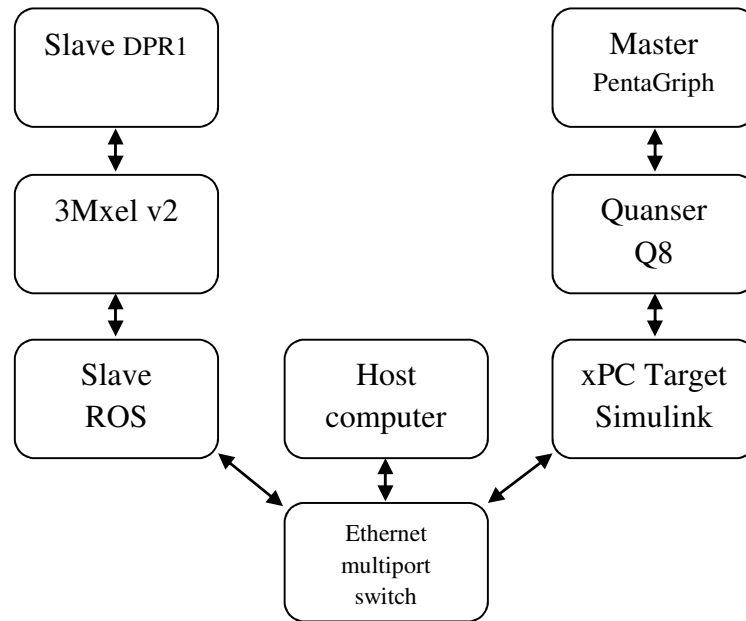 Slave DPR1
Master
PentaGriph
3Mxel v2
Quanser
Q8
Slave
ROS
Host
computer
xPC Target
Simulink
Ethernet
multiport
switch